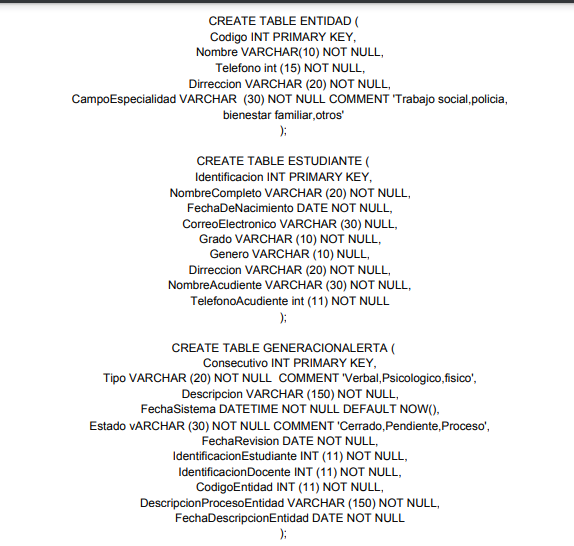 CREATE TABLE ENTIDAD (
Codigo INT PRIMARY KEY,
Nombre VARCHAR(10) NOT NULL,
Telefono int (15) NOT NULL,
Dirreccion VARCHAR (20) NOT NULL,
CampoEspecialidad VARCHAR  (30) NOT NULL COMMENT 'Trabajo social,policia,
bienestar familiar,otros'
);
CREATE TABLE ESTUDIANTE (
Identificacion INT PRIMARY KEY,
NombreCompleto VARCHAR (20) NOT NULL,
FechaDeNacimiento DATE NOT NULL,
CorreoElectronico VARCHAR (30) NULL,
Grado VARCHAR (10) NOT NULL,
Genero VARCHAR (10) NULL,
Dirreccion VARCHAR (20) NOT NULL,
NombreAcudiente VARCHAR (30) NOT NULL,
TelefonoAcudiente int (11) NOT NULL
);
CREATE TABLE GENERACIONALERTA (
Consecutivo INT PRIMARY KEY,
Tipo VARCHAR (20) NOT NULL  COMMENT 'Verbal,Psicologico,fisico',
Descripcion VARCHAR (150) NOT NULL,
FechaSistema DATETIME NOT NULL DEFAULT NOW(),
Estado vARCHAR (30) NOT NULL COMMENT 'Cerrado,Pendiente,Proceso',
FechaRevision DATE NOT NULL,
IdentificacionEstudiante INT (11) NOT NULL,
IdentificacionDocente INT (11) NOT NULL,
CodigoEntidad INT (11) NOT NULL,
DescripcionProcesoEntidad VARCHAR (150) NOT NULL,
FechaDescripcionEntidad DATE NOT NULL
);